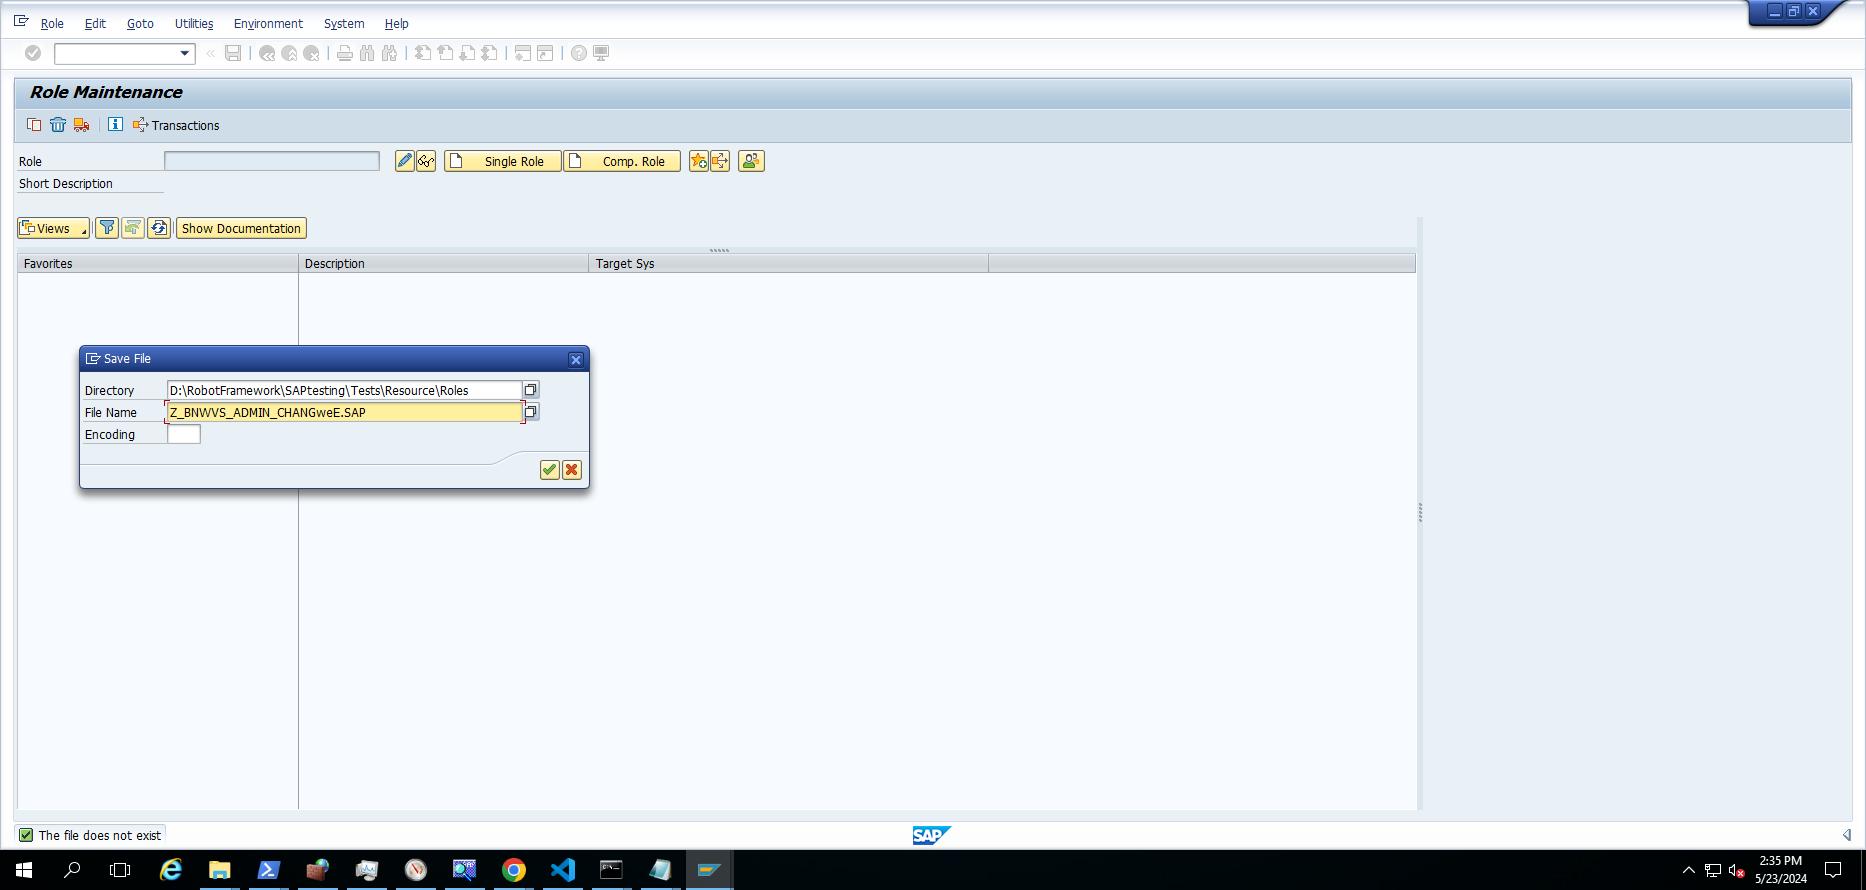 Role Edit Goto Utilities Environment System Help
Role Maintenance
Transactions
Role
Single Role Comp. Role
Short Description
Views Show Documentation
Favorites Description Target Sys
Save File
Directory D:\RobotFramework\SAPtesting\Tests\Resource\Roles
File Name Z_BNWVS_ADMIN_CHANGweE.SAP
Encoding
The file does not exist
SAP
2:35 PM
5/23/2024